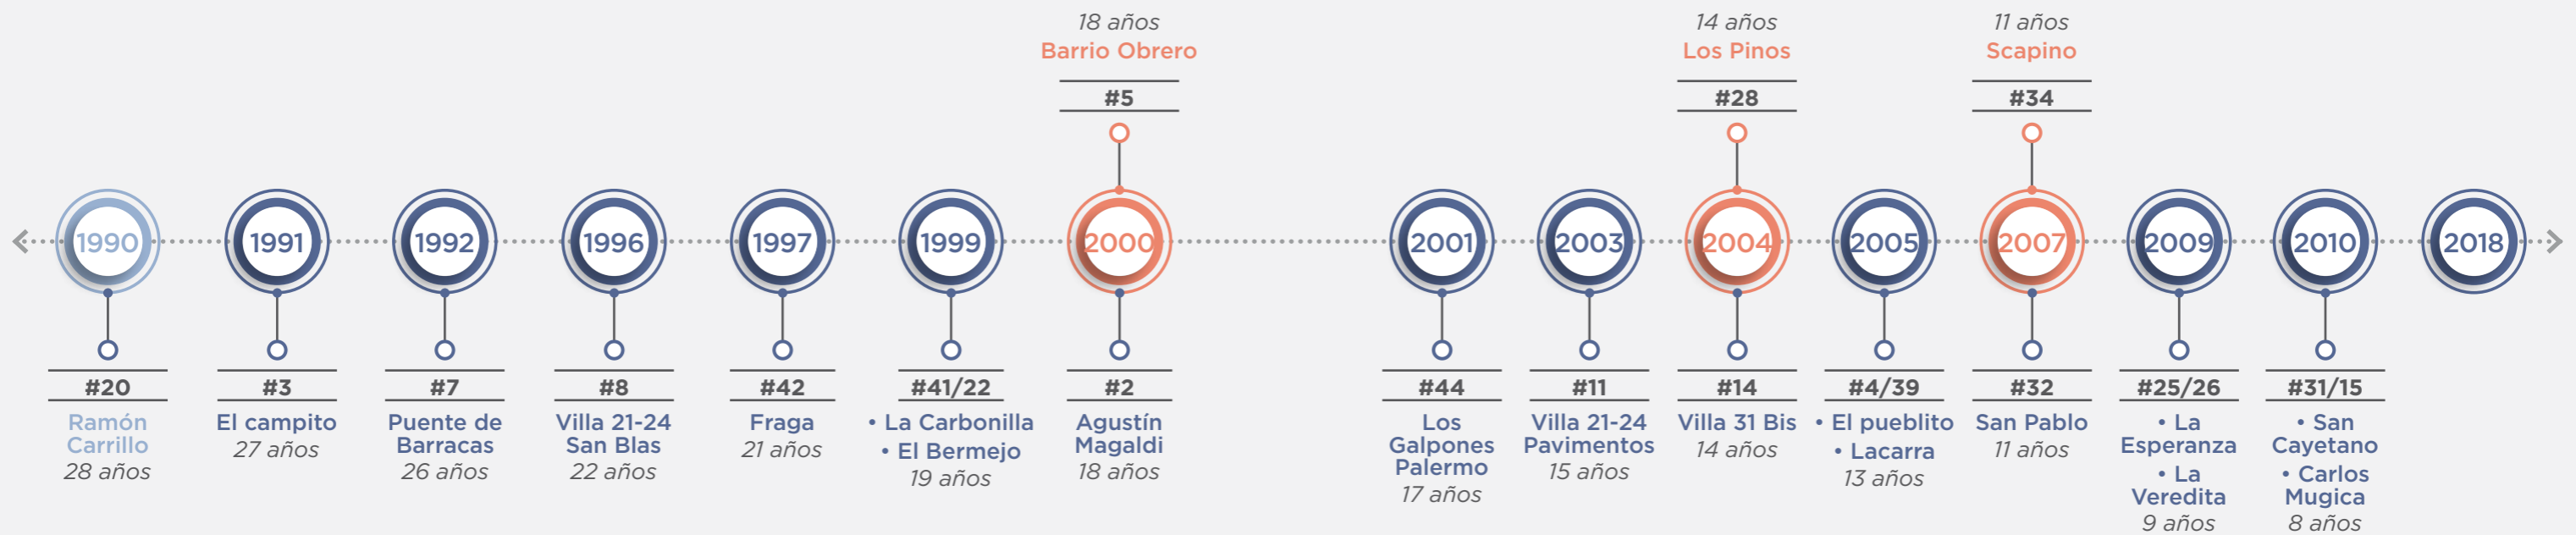 18 años
Barrio Obrero
#5
14 años
Los Pinos
#28
11 años
Scapino
#34
1990
1991
1992
1996
1997
1999
2000
2001
2003
2004
2005
2007
2009
2010
2018
#20
Ramón
Carrillo
28 años
#3
El campito
27 años
#7
Puente de
Barracas
26 años
#8
Villa 21-24
San Blas
22 años
#42
Fraga
21 años
#41/22
• La Carbonilla
• El Bermejo
19 años
#2
Agustín
Magaldi
18 años
#44
Los
Galpones
Palermo
17 años
#11
Villa 21-24
Pavimentos
15 años
#14
Villa 31 Bis
14 años
#4/39
• El pueblito
• Lacarra
13 años
#32
San Pablo
11 años
#25/26
• La
Esperanza
• La
Veredita
9 años
#31/15
• San
Cayetano
• Carlos
Mugica
8 años